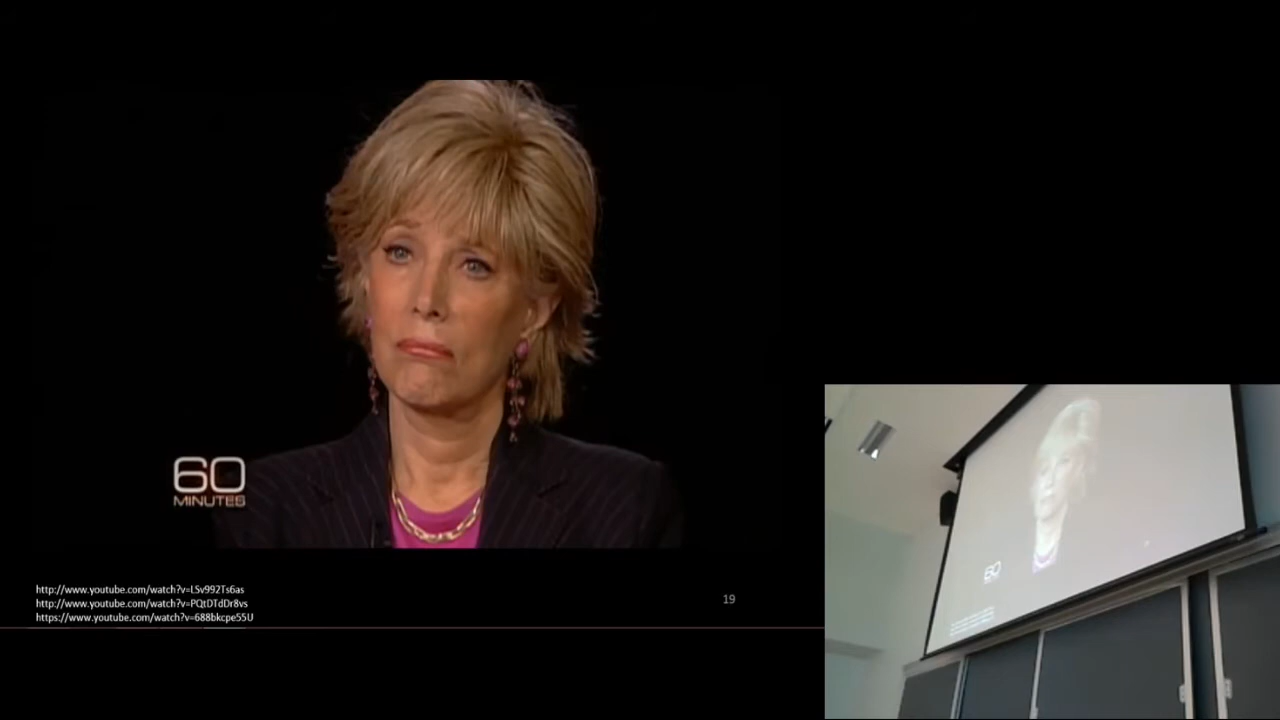 60
MINUTES
http://www.youtube.com/watch?v=LSv992Ts6as
http://www.youtube.com/watch?v=PQtDTdDr8vs
https://www.youtube.com/watch?v=688bkcpe55U
19
60